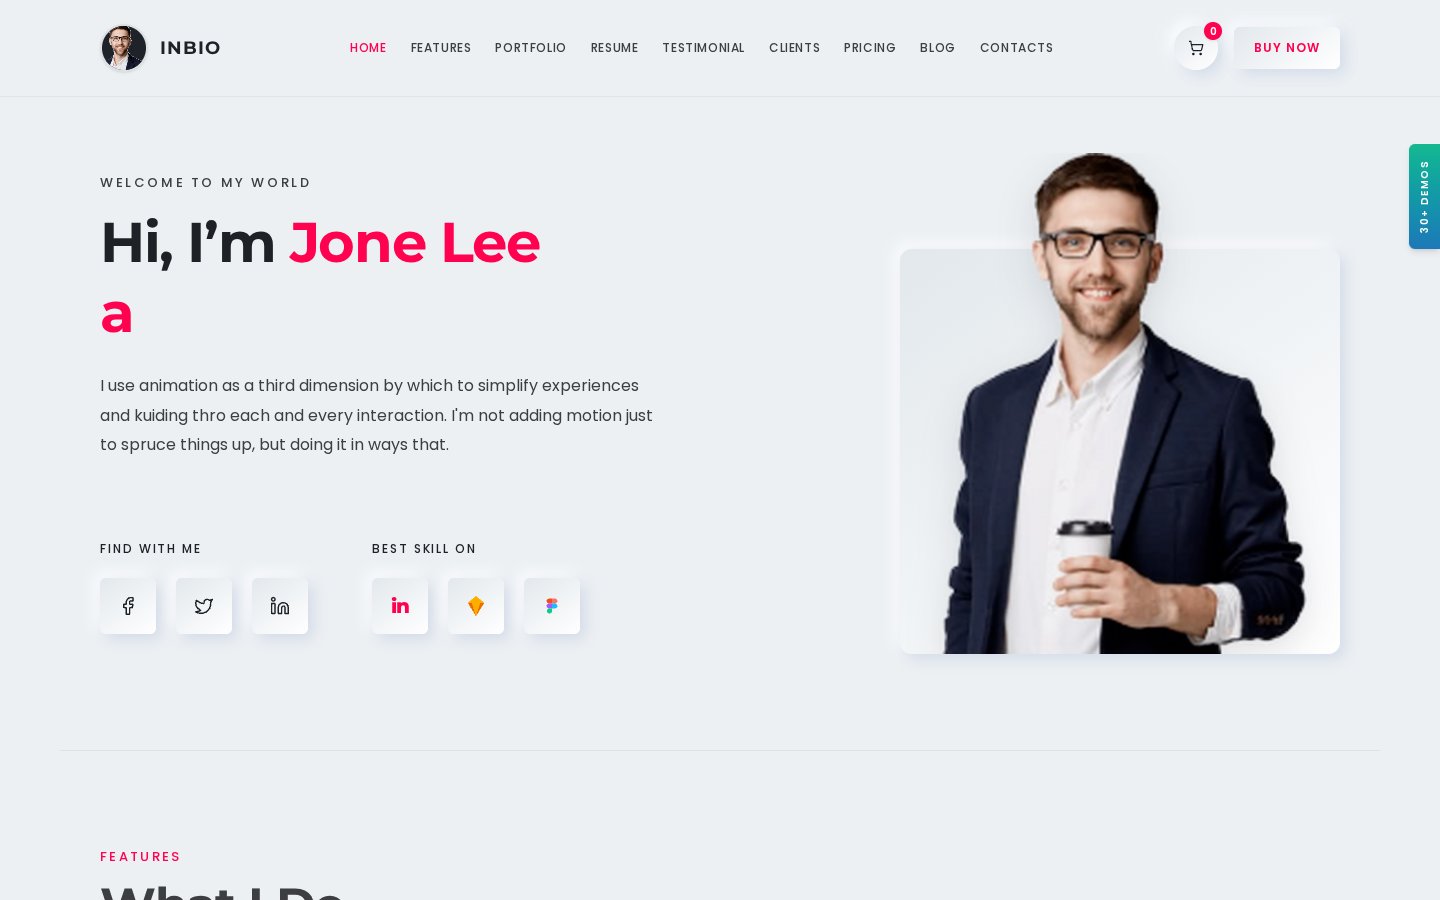 INBIO
HOME FEATURES PORTFOLIO RESUME TESTIMONIAL CLIENTS PRICING BLOG CONTACTS
0
BUY NOW
30+ DEMOS
WELCOME TO MY WORLD
Hi, I’m Jone Lee
a
I use animation as a third dimension by which to simplify experiences
and kuiding thro each and every interaction. I'm not adding motion just
to spruce things up, but doing it in ways that.
FIND WITH ME
BEST SKILL ON
FEATURES
What I Do